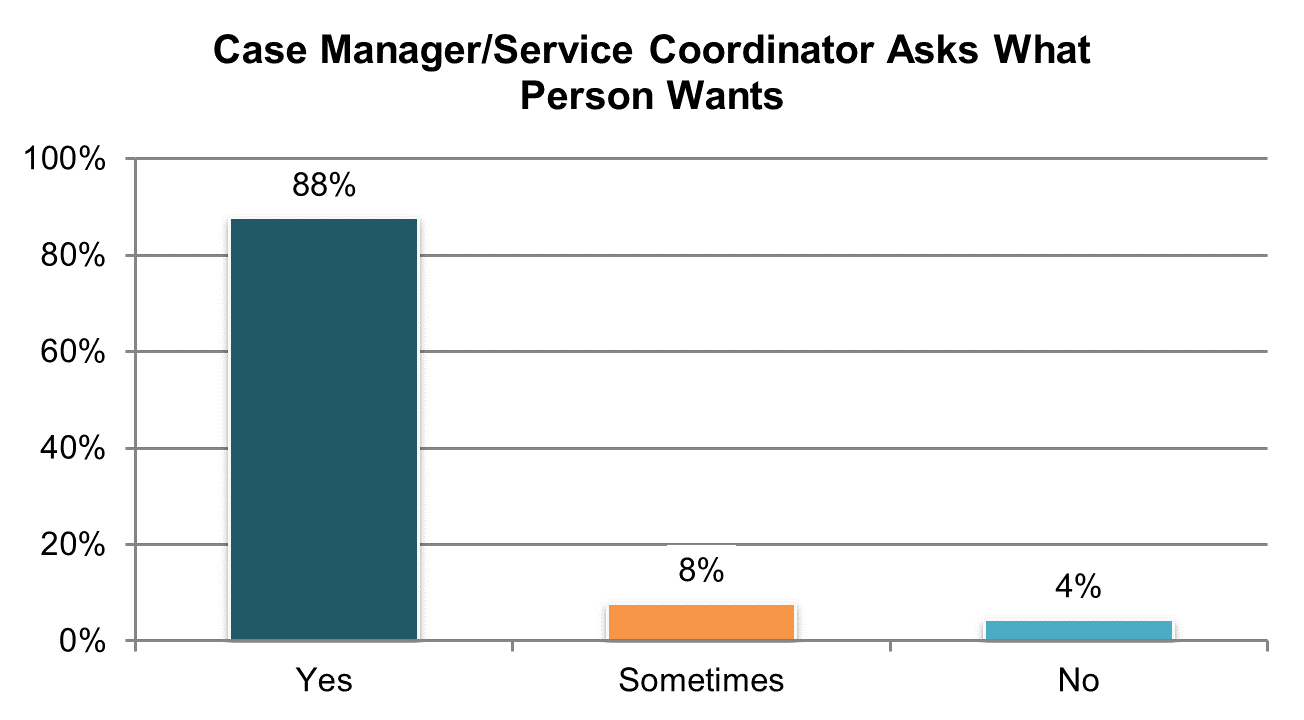 Case Manager/Service Coordinator Asks What
Person Wants
100%
80%
60%
40%
20%
0%
88%
8%
4%
Yes
Sometimes
No